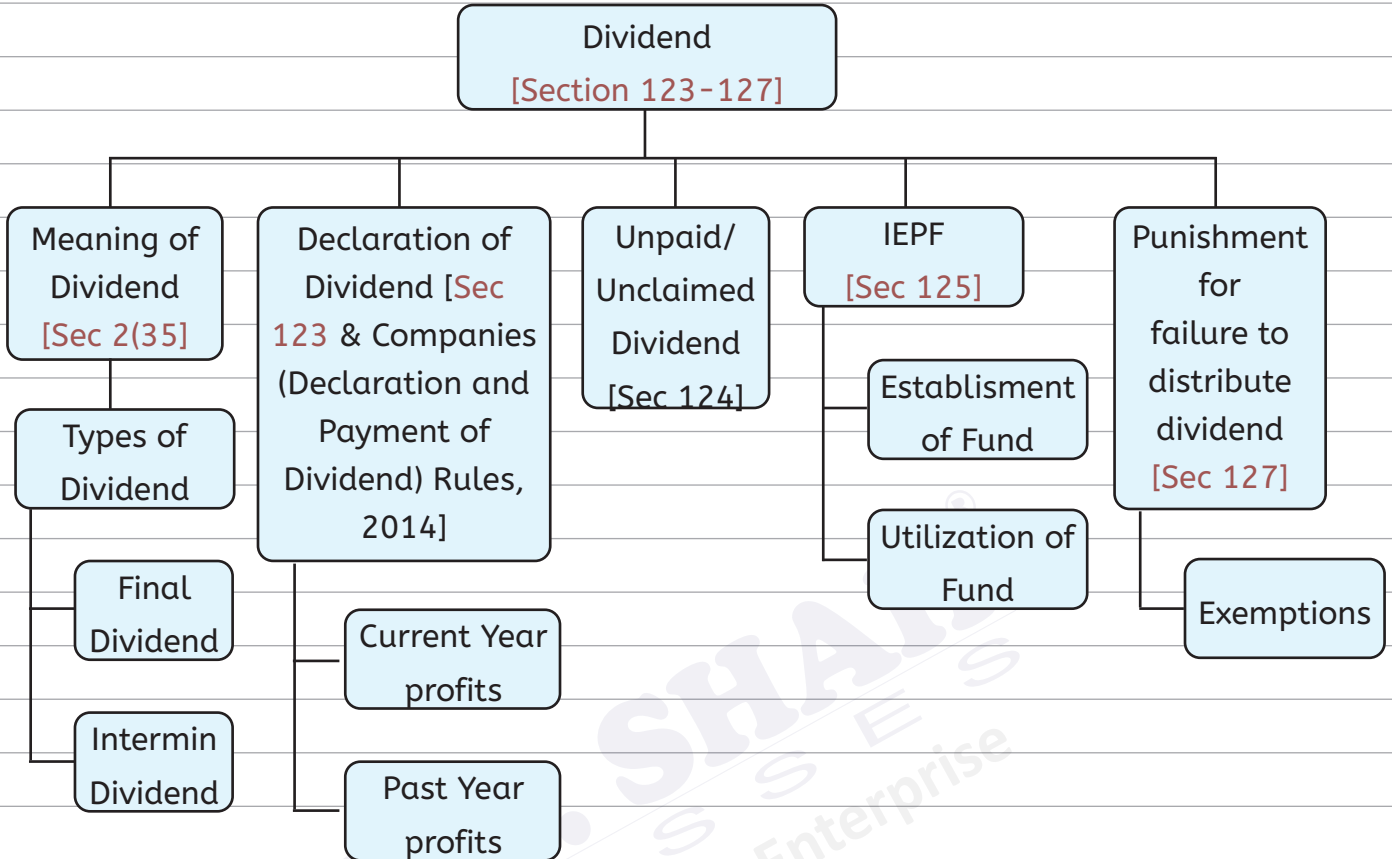 Dividend
[Section 123-127]
Meaning of
Dividend
[Sec 2(35]
Types of
Dividend
Final
Dividend
Intermin
Dividend
Declaration of
Dividend [Sec
123 & Companies
(Declaration and
Payment of
Dividend) Rules,
2014]
Current Year
profits
Past Year
profits
Unpaid/
Unclaimed
Dividend
[Sec 124]
IEPF
[Sec 125]
Establisment
of Fund
Utilization of
Fund
Punishment
for
failure to
distribute
dividend
[Sec 127]
Exemptions
Enterprise